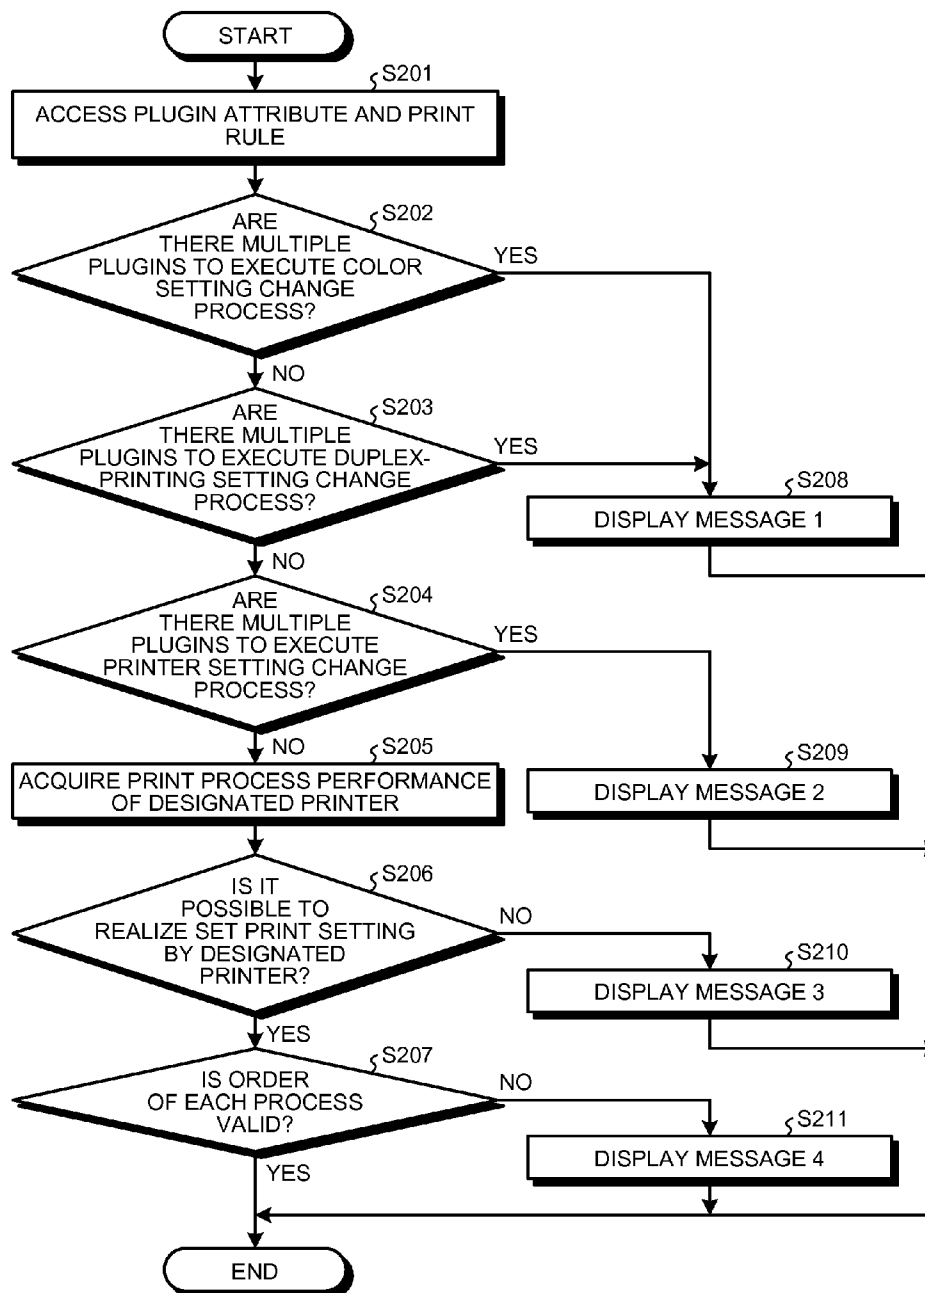 START
S201
ACCESS PLUGIN ATTRIBUTE AND PRINT
RULE
S202
ARE
THERE MULTIPLE
PLUGINS TO EXECUTE COLOR
SETTING CHANGE
PROCESS?
YES
NO
S203
ARE
THERE MULTIPLE
PLUGINS TO EXECUTE DUPLEX-
PRINTING SETTING CHANGE
PROCESS?
YES
S208
DISPLAY MESSAGE 1
NO
S204
ARE
THERE MULTIPLE
PLUGINS TO EXECUTE
PRINTER SETTING CHANGE
PROCESS?
YES
NO
S205
ACQUIRE PRINT PROCESS PERFORMANCE
OF DESIGNATED PRINTER
S209
DISPLAY MESSAGE 2
S206
IS IT
POSSIBLE TO
REALIZE SET PRINT SETTING
BY DESIGNATED
PRINTER?
NO
S210
DISPLAY MESSAGE 3
YES
S207
IS ORDER
OF EACH PROCESS
VALID?
NO
S211
DISPLAY MESSAGE 4
YES
END